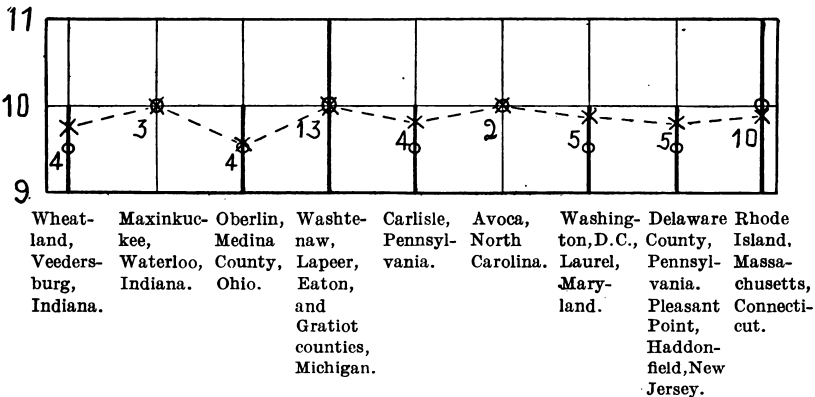 11
10
9
4
3
4
13
4
2
5
5
10
Wheat-
land,
Veeders-
burg,
Indiana.
Maxinkuc-
kee,
Waterloo,
Indiana.
Oberlin,
Medina
County,
Ohio.
Washte-
naw,
Lapeer,
Eaton,
and
Gratiot
counties,
Michigan.
Carlisle,
Pennsyl-
vania.
Avoca,
North
Carolina.
Washing-
ton,D.C.,
Laurel,
Mary-
land.
Delaware
County,
Pennsyl-
vania.
Pleasant
Point,
Haddon-
field,New
Jersey.
Rhode
Island,
Massa-
chusetts,
Connecti-
cut.